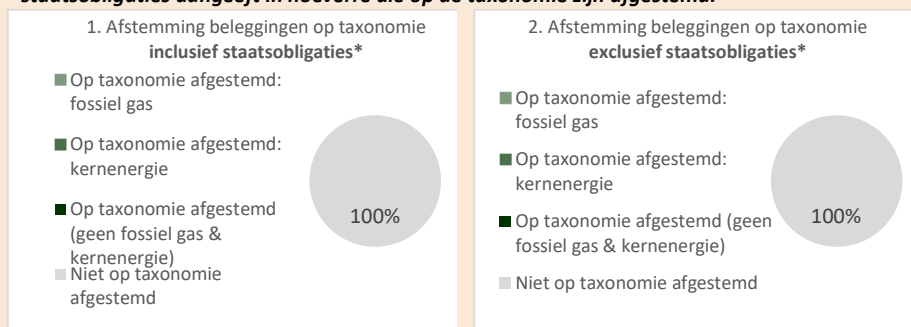 staatsobligaties aangeeft in hoeverre die op de taxonomie zijn afgestemd.
1. Afstemming beleggingen op taxonomie
inclusief staatsobligaties*
Op taxonomie afgestemd:
fossiel gas
Op taxonomie afgestemd:
kernenergie
Op taxonomie afgestemd
(geen fossiel gas &
kernenergie)
Niet op taxonomie
afgestemd
100%
2. Afstemming beleggingen op taxonomie
exclusief staatsobligaties*
Op taxonomie afgestemd:
fossiel gas
Op taxonomie afgestemd:
kernenergie
Op taxonomie afgestemd (geen
fossiel gas & kernenergie)
Niet op taxonomie afgestemd
100%